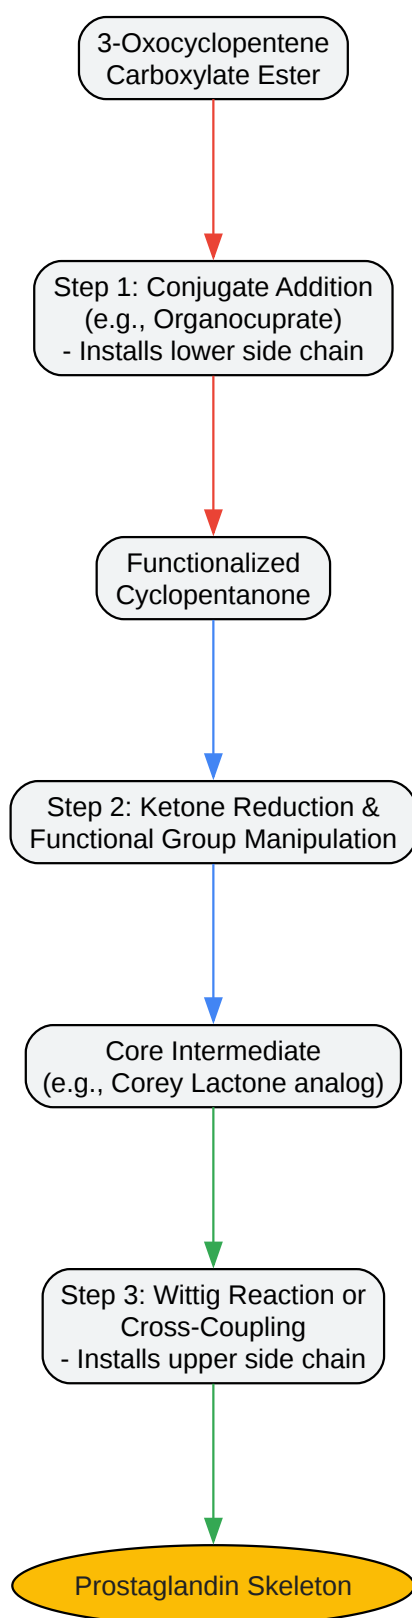 3-Oxocyclopentene
Carboxylate Ester
Step 1: Conjugate Addition
(e.g., Organocuprate)
- Installs lower side chain
Functionalized
Cyclopentanone
Step 2: Ketone Reduction &
Functional Group Manipulation
Core Intermediate
(e.g., Corey Lactone analog)
Step 3: Wittig Reaction or
Cross-Coupling
- Installs upper side chain
Prostaglandin Skeleton